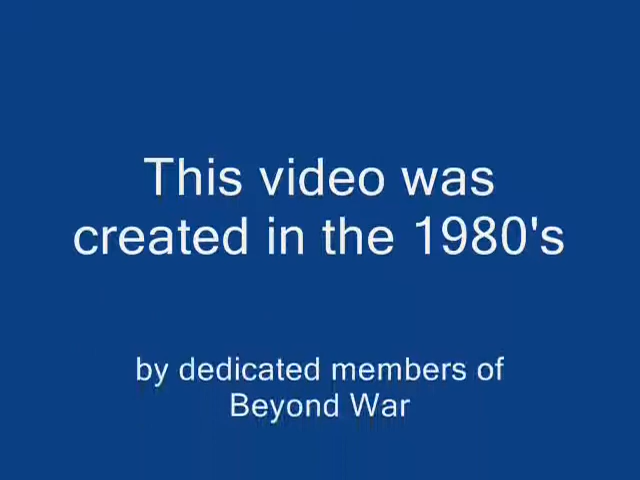 This video was
created in the 1980's
by dedicated members of
Beyond War